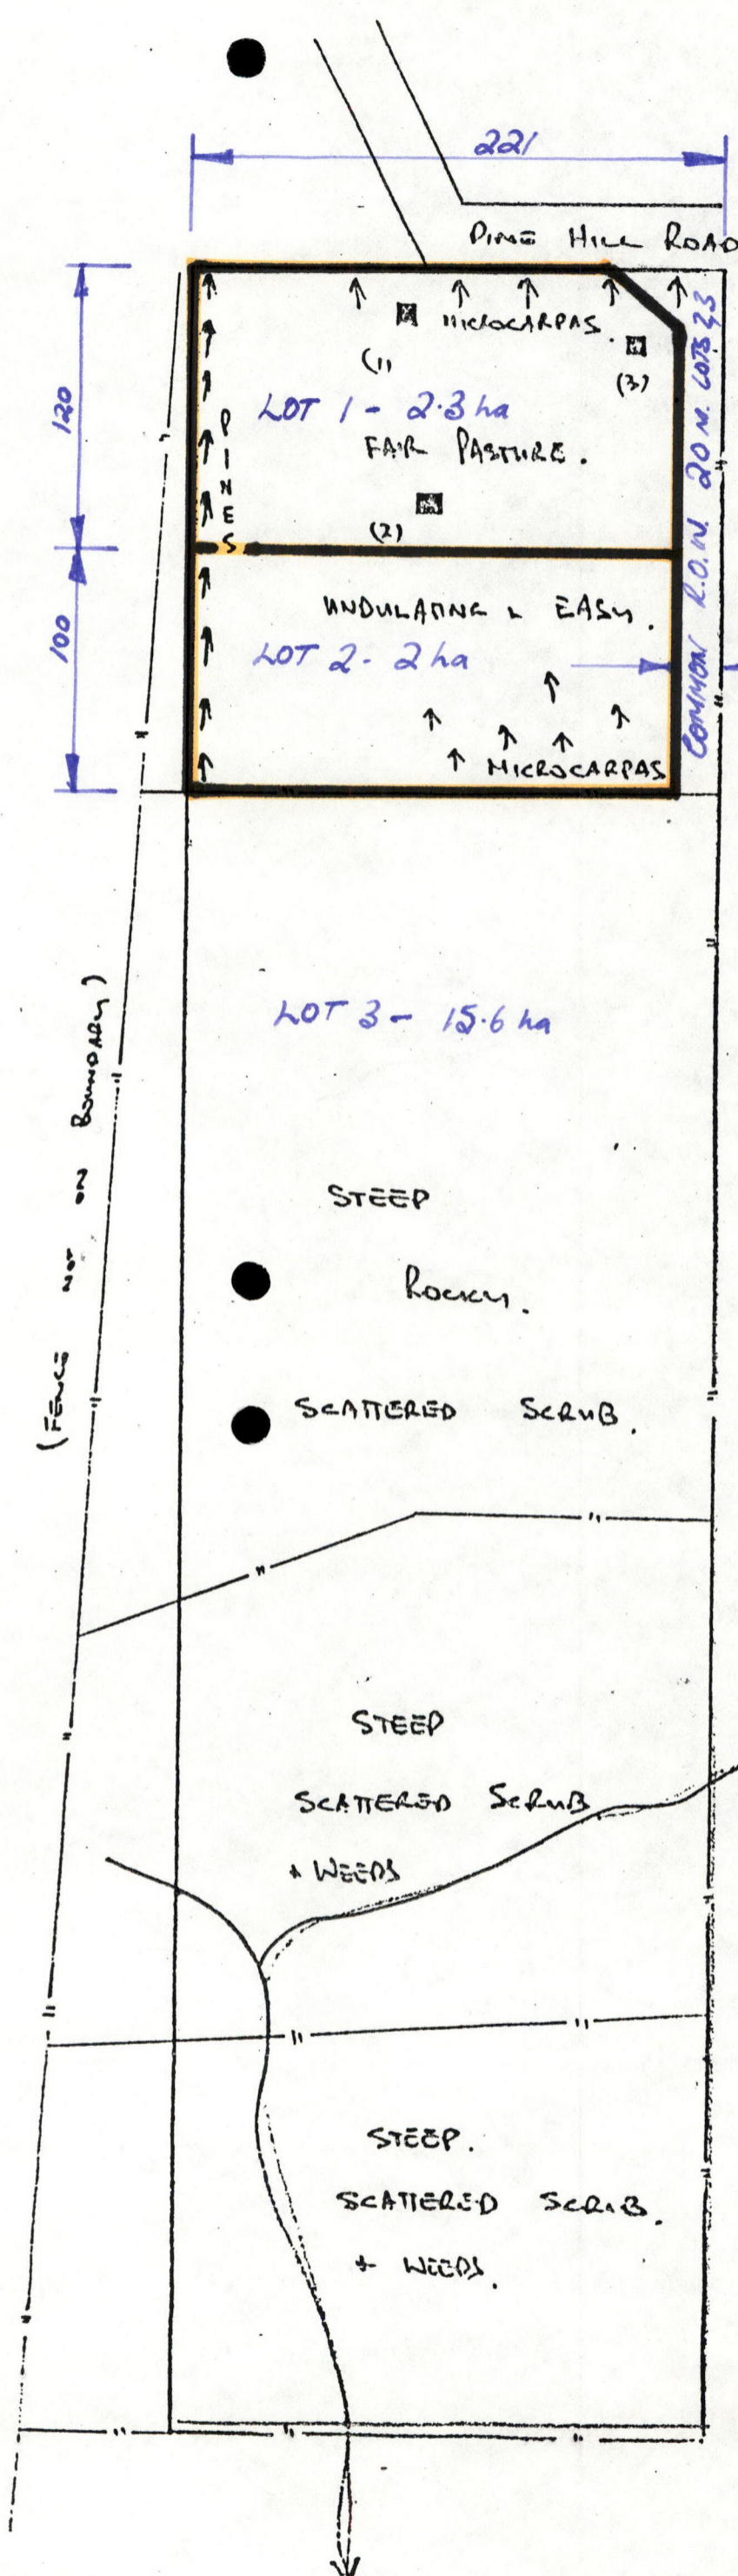 221
PINE HILL ROAD
MICROCARPAS.
(1)
(3)
120
LOT 1 - 2.3 ha
FAIR PASTURE.
PINES
(2)
COMMON R.O.W. 20 M. LOTS 2,3
UNDULATING & EASY.
100
LOT 2 - 2 ha
MICROCARPAS
LOT 3 - 15.6 ha
(FENCE NOT ON BOUNDARY)
STEEP
ROCKY.
SCATTERED SCRUB.
STEEP
SCATTERED SCRUB
+ WEEDS
STEEP.
SCATTERED SCRUB.
+ WEEDS.